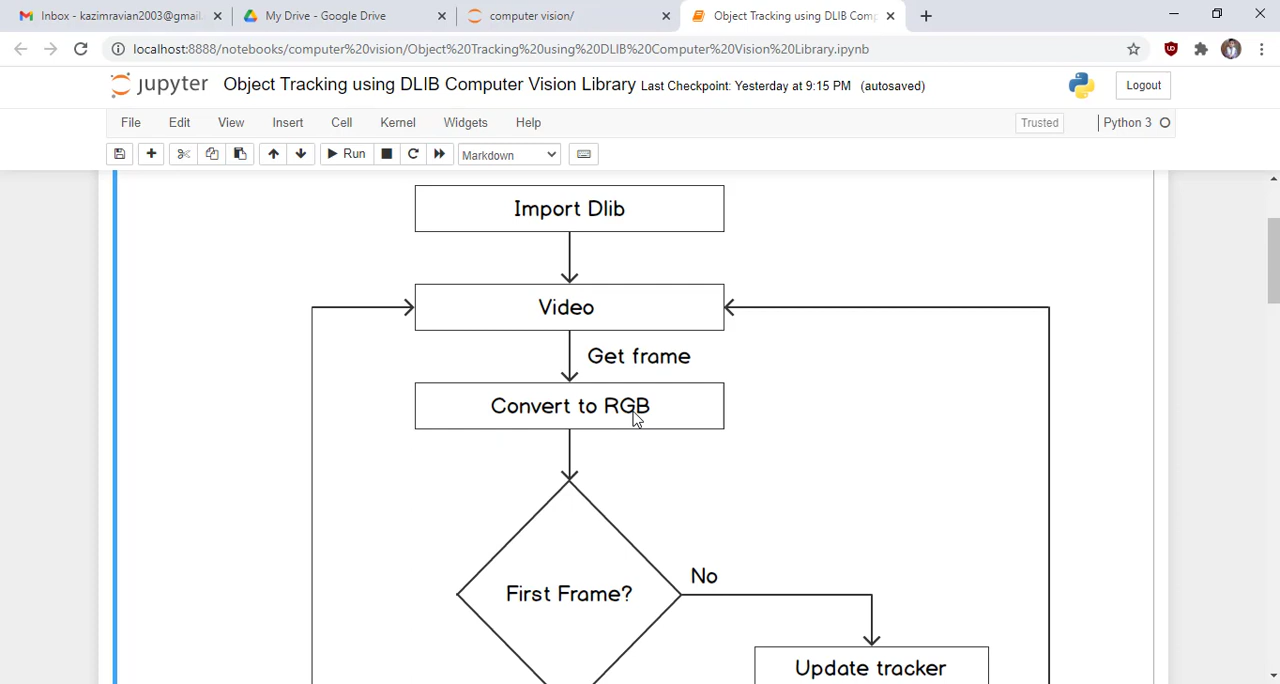 Inbox - kazimravian2003@gmail. My Drive - Google Drive computer vision/ Object Tracking using DLIB Comp
localhost:8888/notebooks/computer%20vision/Object%20Tracking%20using%20DLIB%20Computer%20Vision%20Library.ipynb
jupyter Object Tracking using DLIB Computer Vision Library Last Checkpoint: Yesterday at 9:15 PM (autosaved) Logout
File Edit View Insert Cell Kernel Widgets Help Trusted Python 3
Run Markdown
Import Dlib
Video
Get frame
Convert to RGB
First Frame?
No
Update tracker